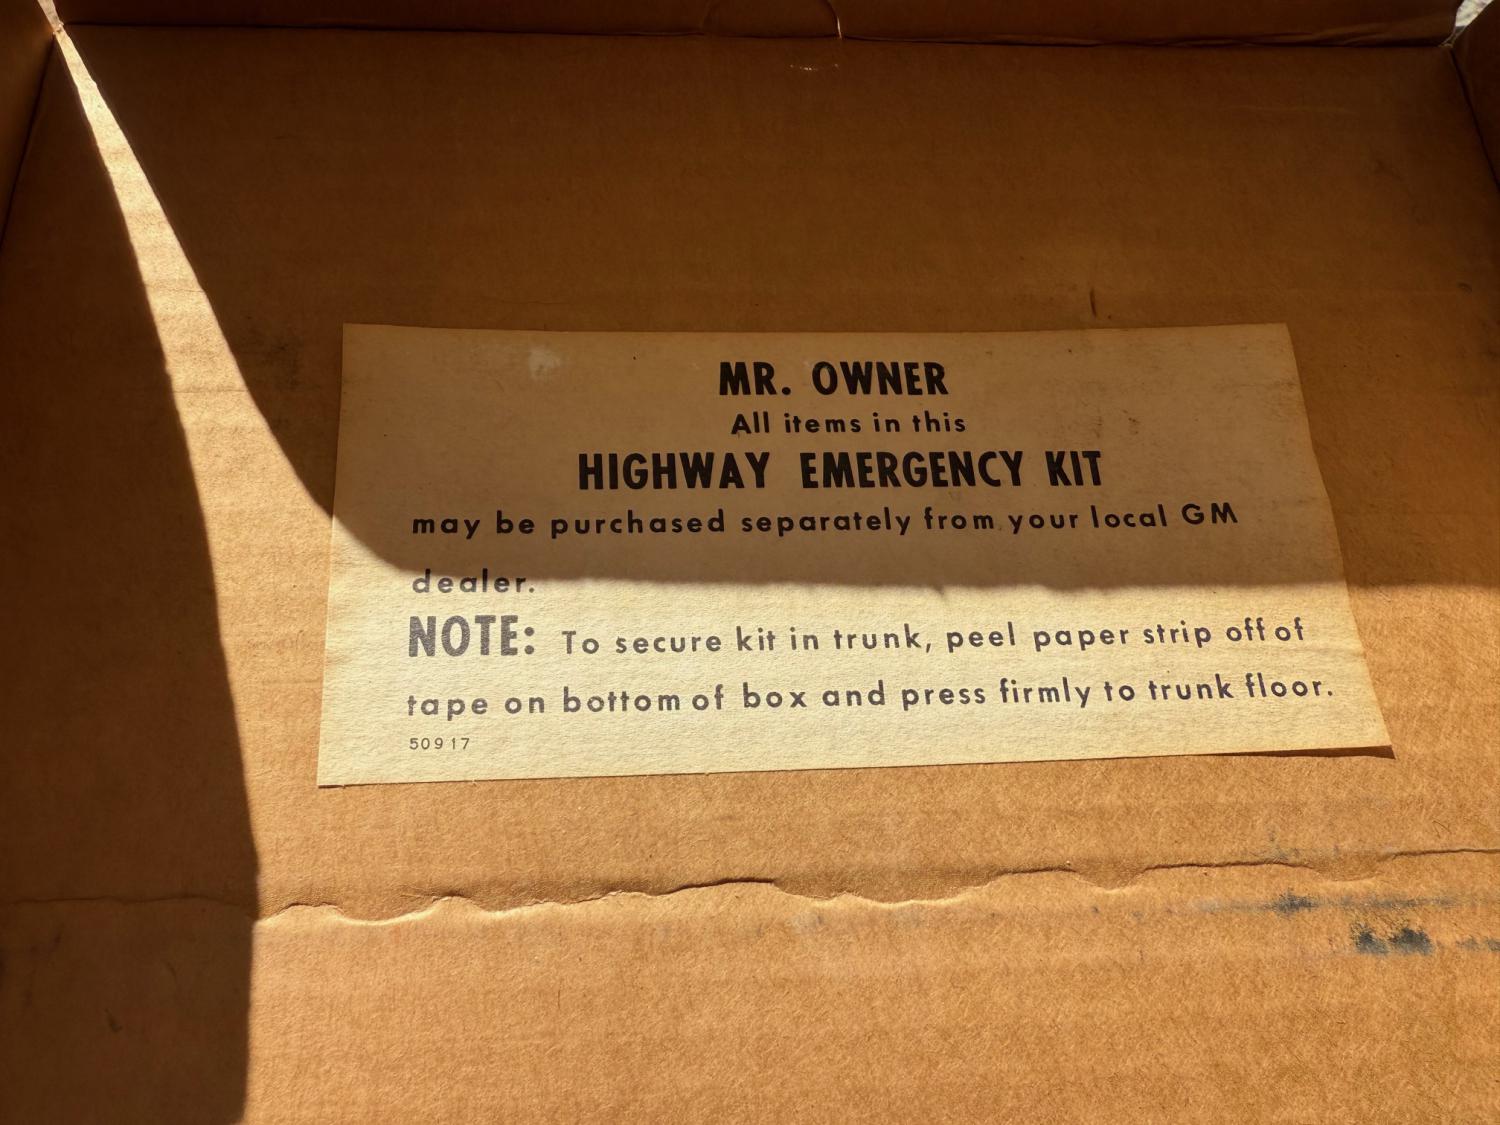 MR. OWNER
All items in this
HIGHWAY EMERGENCY KIT
may be purchased separately from your local GM
dealer.
NOTE: To secure kit in trunk, peel paper strip off of
tape on bottom of box and press firmly to trunk floor.
50917